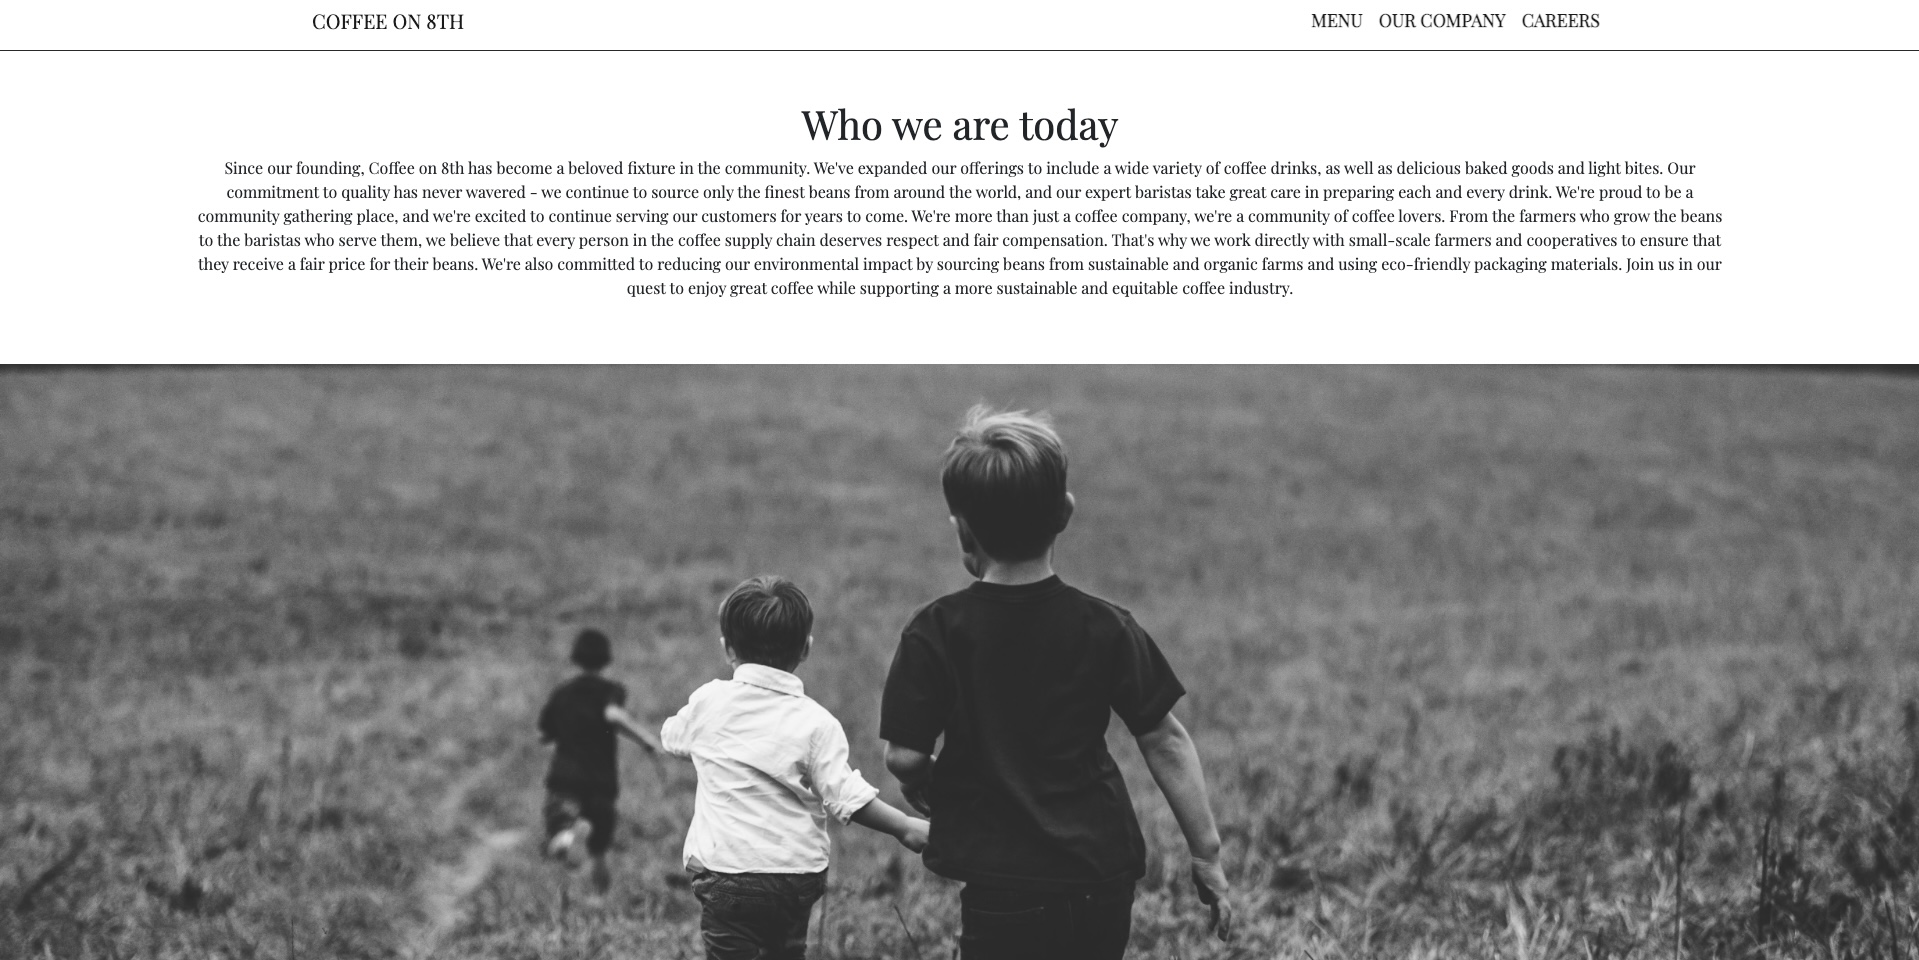 COFFEE ON 8TH
MENU OUR COMPANY CAREERS
Who we are today
Since our founding, Coffee on 8th has become a beloved fixture in the community. We've expanded our offerings to include a wide variety of coffee drinks, as well as delicious baked goods and light bites. Our
commitment to quality has never wavered - we continue to source only the finest beans from around the world, and our expert baristas take great care in preparing each and every drink. We're proud to be a
community gathering place, and we're excited to continue serving our customers for years to come. We're more than just a coffee company, we're a community of coffee lovers. From the farmers who grow the beans
to the baristas who serve them, we believe that every person in the coffee supply chain deserves respect and fair compensation. That's why we work directly with small-scale farmers and cooperatives to ensure that
they receive a fair price for their beans. We're also committed to reducing our environmental impact by sourcing beans from sustainable and organic farms and using eco-friendly packaging materials. Join us in our
quest to enjoy great coffee while supporting a more sustainable and equitable coffee industry.